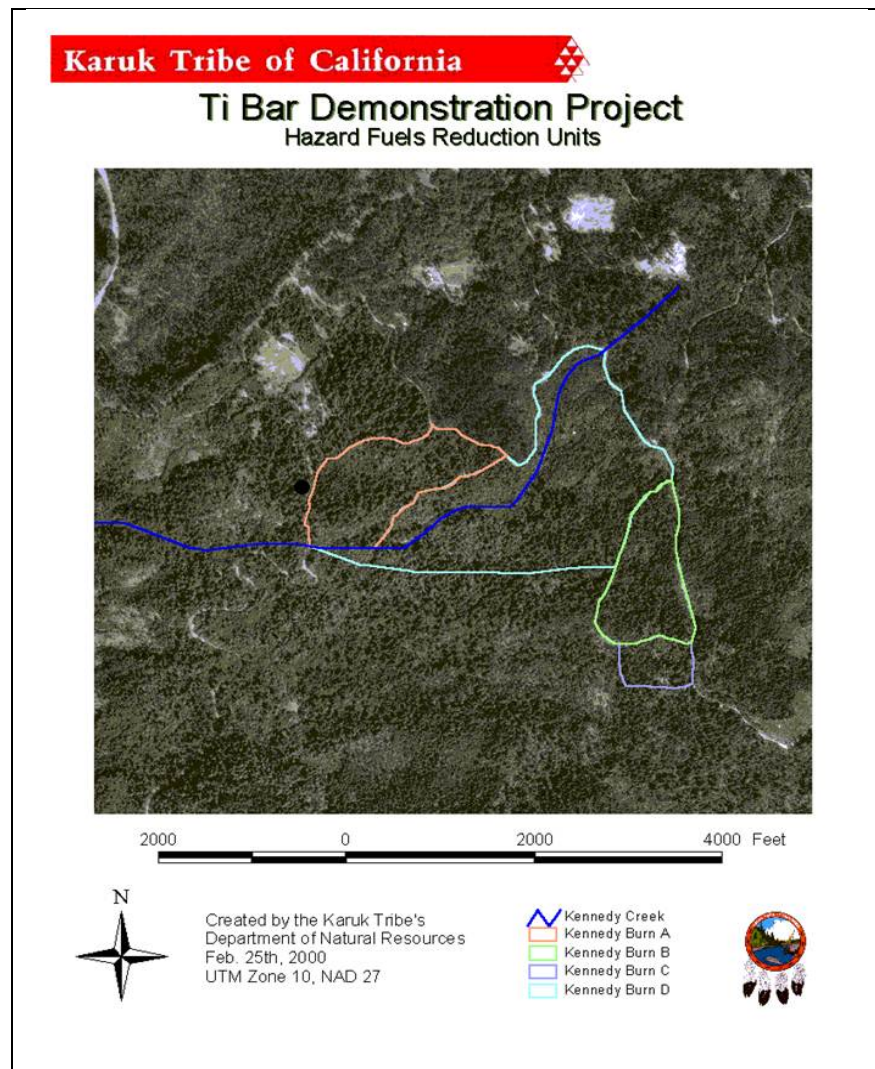 Karuk Tribe of California
Ti Bar Demonstration Project
Hazard Fuels Reduction Units
2000 0 2000 4000 Feet
N
Created by the Karuk Tribe's
Department of Natural Resources
Feb. 25th, 2000
UTM Zone 10, NAD 27
Kennedy Creek
Kennedy Burn A
Kennedy Burn B
Kennedy Burn C
Kennedy Burn D